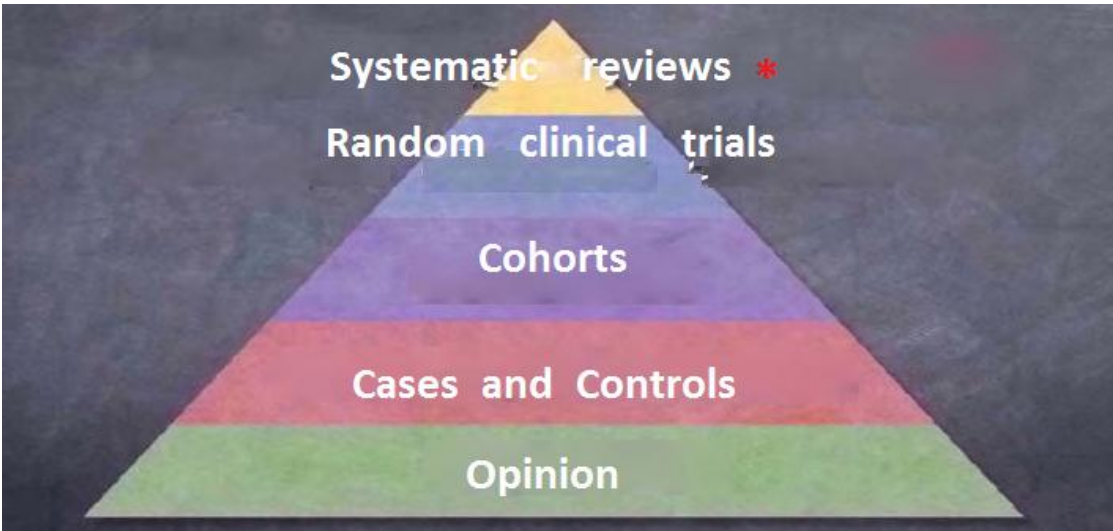 Systematic reviews *
Random clinical trials
Cohorts
Cases and Controls
Opinion